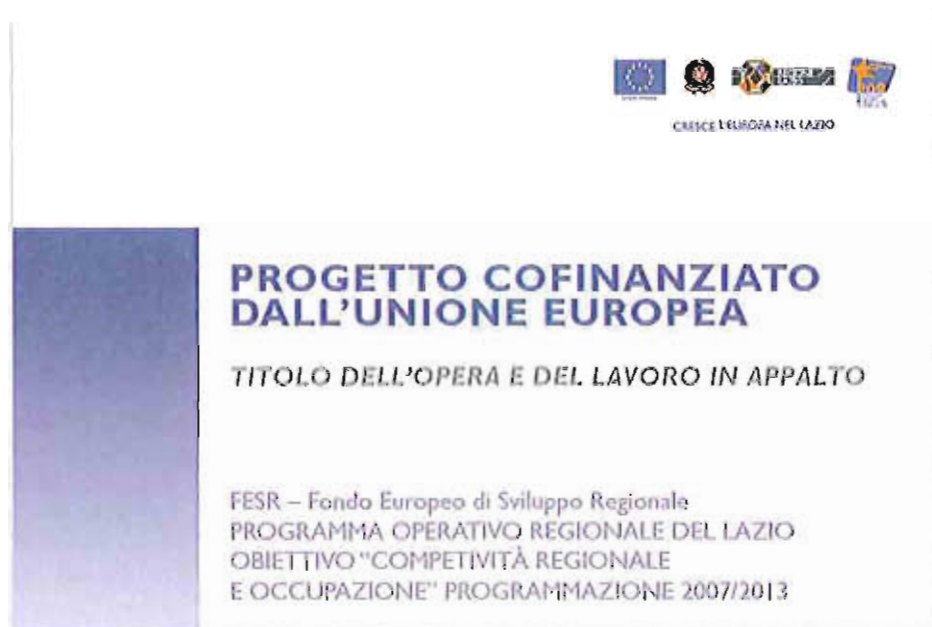 CRESCE L'EUROPA NEL LAZIO
PROGETTO COFINANZIATO
DALL'UNIONE EUROPEA
TITOLO DELL'OPERA E DEL LAVORO IN APPALTO
FESR – Fondo Europeo di Sviluppo Regionale
PROGRAMMA OPERATIVO REGIONALE DEL LAZIO
OBIETTIVO "COMPETIVITÀ REGIONALE
E OCCUPAZIONE" PROGRAMMAZIONE 2007/2013